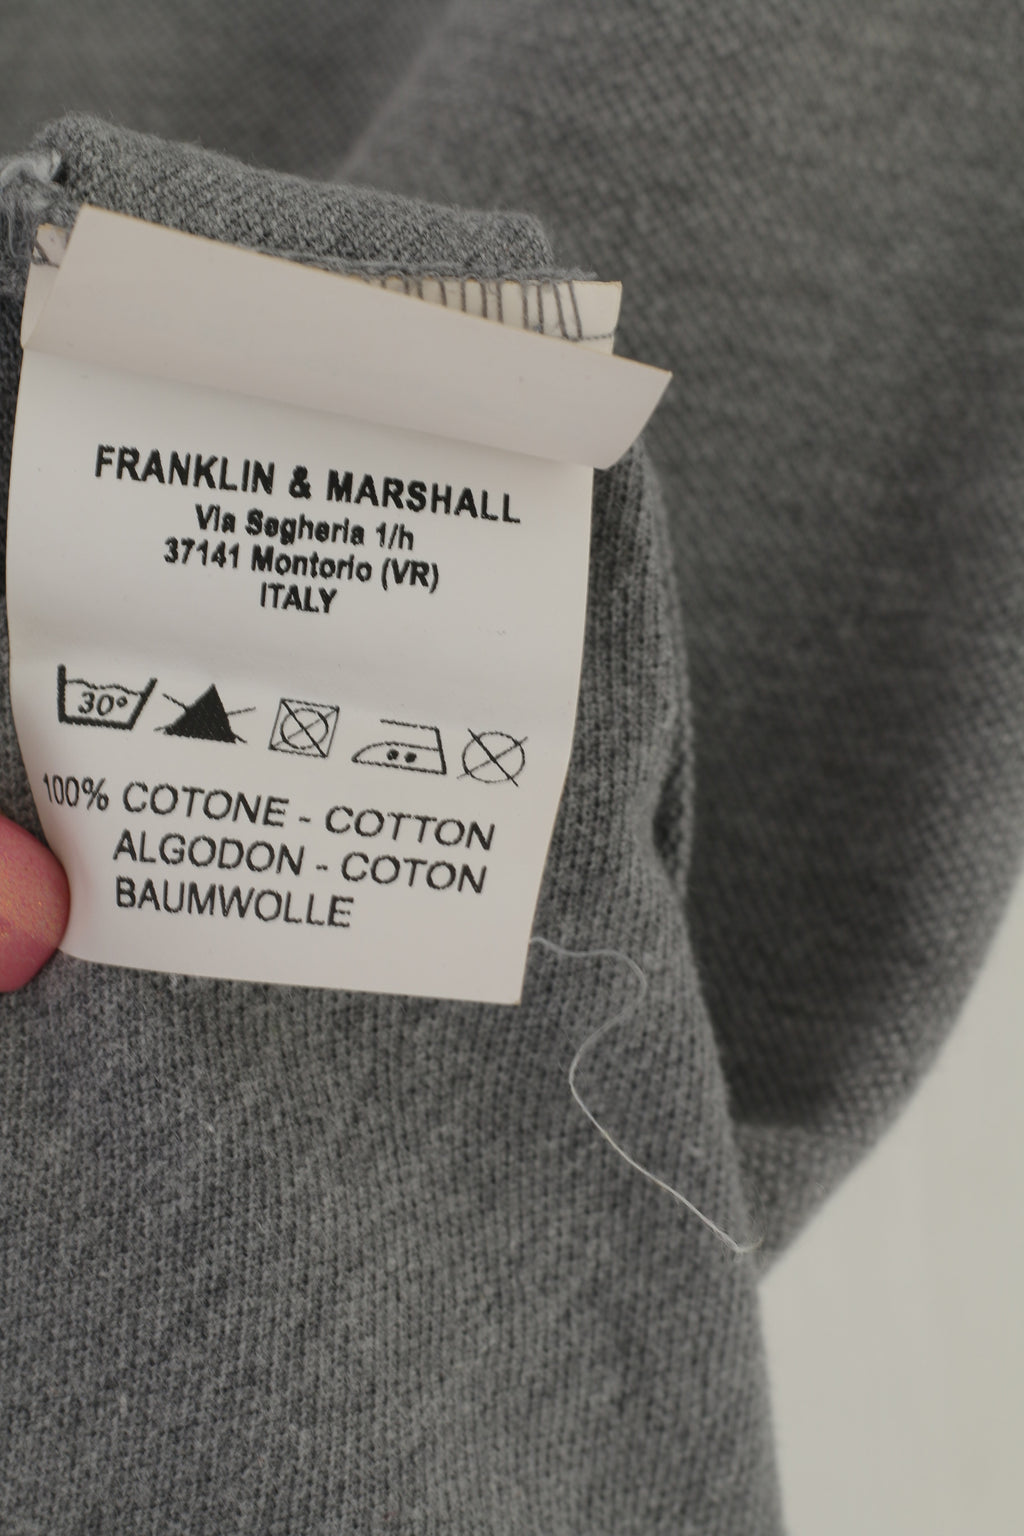 FRANKLIN & MARSHALL
Via Segheria 1/h
37141 Montorio (VR)
ITALY
30°
100% COTONE - COTTON
ALGODON - COTON
BAUMWOLLE